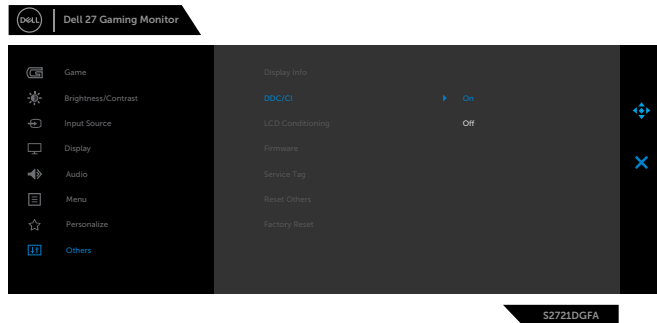 DELL
Dell 27 Gaming Monitor
Game
Display Info
Brightness/Contrast
DDC/CI
On
Input Source
LCD Conditioning
Off
Display
Firmware
Audio
Service Tag
Menu
Reset Others
Personalize
Factory Reset
Others
S2721DGFA